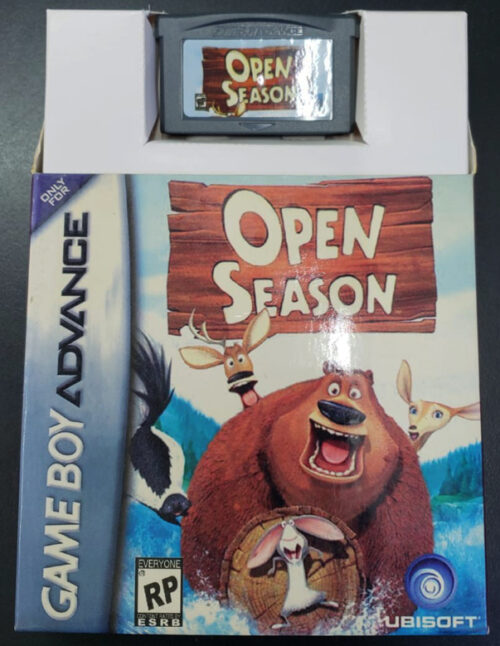 GAME BOY ADVANCE
OPEN
SEASON
ONLY
FOR
GAME BOY ADVANCE
OPEN
SEASON
EVERYONE
RP
CONTENT RATED BY
ESRB
UBISOFT